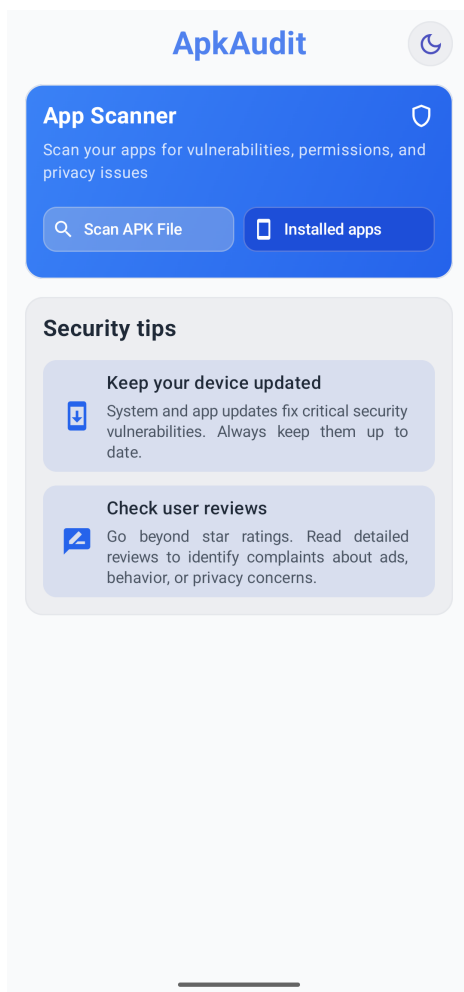 ApkAudit
App Scanner
Scan your apps for vulnerabilities, permissions, and
privacy issues
Scan APK File
Installed apps
Security tips
Keep your device updated
System and app updates fix critical security
vulnerabilities. Always keep them up to
date.
Check user reviews
Go beyond star ratings. Read detailed
reviews to identify complaints about ads,
behavior, or privacy concerns.